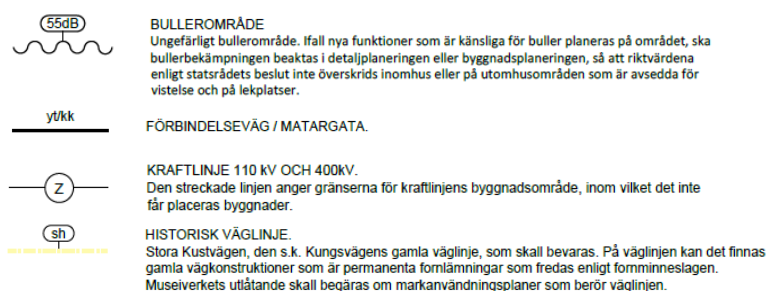 55dB
BULLEROMRÅDE
Ungefärligt bullerområde. Ifall nya funktioner som är känsliga för buller planeras på området, ska
bullerbekämpningen beaktas i detaljplaneringen eller byggnadsplaneringen, så att riktvärdena
enligt statsrådets beslut inte överskrids inomhus eller på utomhusområden som är avsedda för
vistelse och på lekplatser.
yt/kk
FÖRBINDELSEVÄG / MATARGATA.
KRAFTLINJE 110 kV OCH 400kV.
Z
Den streckade linjen anger gränserna för kraftlinjens byggnadsområde, inom vilket det inte
får placeras byggnader.
sh
HISTORISK VÄGLINJE.
Stora Kustvägen, den s.k. Kungsvägens gamla väglinje, som skall bevaras. På väglinjen kan det finnas
gamla vägkonstruktioner som är permanenta fornlämningar som fredas enligt fornminneslagen.
Museiverkets utlåtande skall begäras om markanvändningsplaner som berör väglinjen.